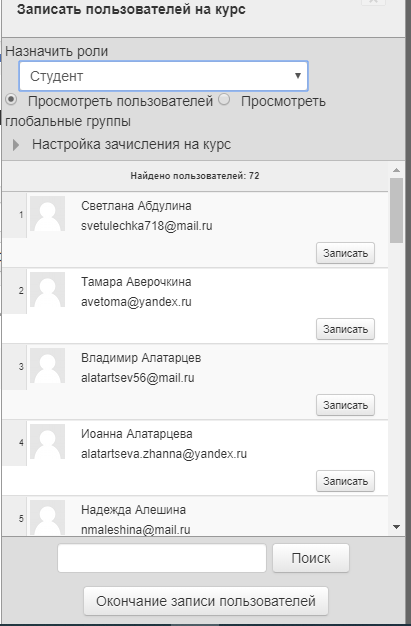 Записать пользователей на курс
Назначить роли
Студент
Просмотреть пользователей Просмотреть
глобальные группы
Настройка зачисления на курс
Найдено пользователей: 72
1
Светлана Абдулина
svetulechka718@mail.ru
Записать
2
Тамара Аверочкина
avetoma@yandex.ru
Записать
3
Владимир Алатарцев
alatartsev56@mail.ru
Записать
4
Иоанна Алатарцева
alatartseva.zhanna@yandex.ru
Записать
5
Надежда Алешина
nmaleshina@mail.ru
Поиск
Окончание записи пользователей